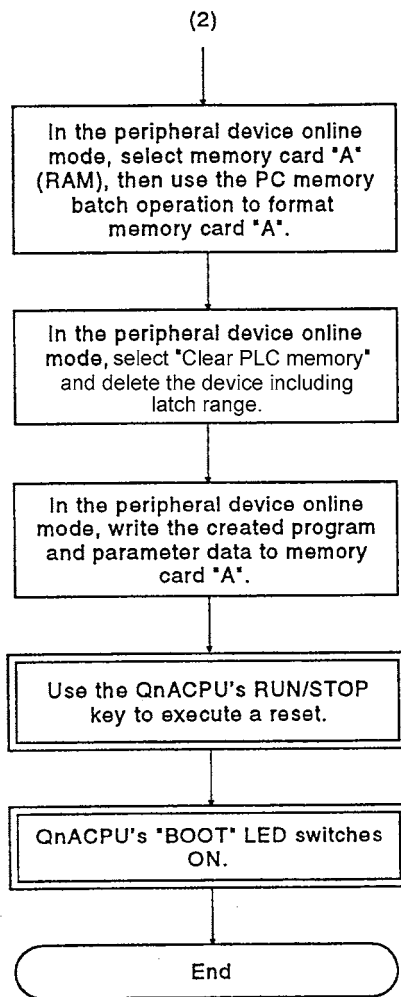 (2)
In the peripheral device online
mode, select memory card "A"
(RAM), then use the PC memory
batch operation to format
memory card "A".
In the peripheral device online
mode, select "Clear PLC memory"
and delete the device including
latch range.
In the peripheral device online
mode, write the created program
and parameter data to memory
card "A".
Use the QnACPU's RUN/STOP
key to execute a reset.
QnACPU's "BOOT" LED switches
ON.
End